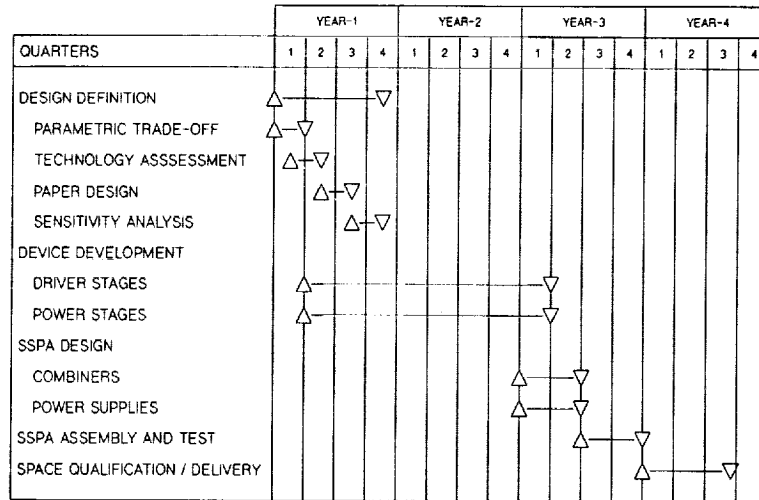 YEAR-1 YEAR-2 YEAR-3 YEAR-4
QUARTERS 1 2 3 4 1 2 3 4 1 2 3 4 1 2 3 4
DESIGN DEFINITION
PARAMETRIC TRADE-OFF
TECHNOLOGY ASSSESSMENT
PAPER DESIGN
SENSITIVITY ANALYSIS
DEVICE DEVELOPMENT
DRIVER STAGES
POWER STAGES
SSPA DESIGN
COMBINERS
POWER SUPPLIES
SSPA ASSEMBLY AND TEST
SPACE QUALIFICATION / DELIVERY